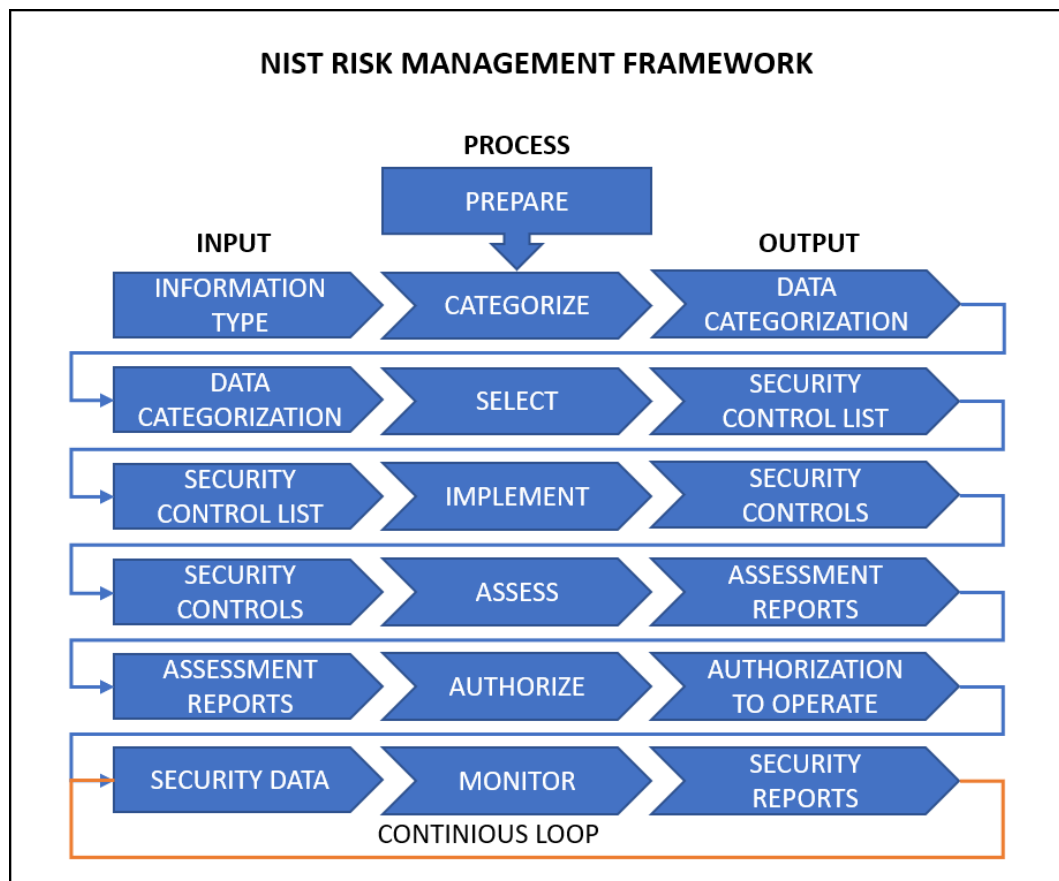 NIST RISK MANAGEMENT FRAMEWORK
PROCESS
PREPARE
INPUT
OUTPUT
INFORMATION
TYPE
CATEGORIZE
DATA
CATEGORIZATION
DATA
CATEGORIZATION
SELECT
SECURITY
CONTROL LIST
SECURITY
CONTROL LIST
IMPLEMENT
SECURITY
CONTROLS
SECURITY
CONTROLS
ASSESS
ASSESSMENT
REPORTS
ASSESSMENT
REPORTS
AUTHORIZE
AUTHORIZATION
TO OPERATE
SECURITY DATA
MONITOR
SECURITY
REPORTS
CONTINIOUS LOOP